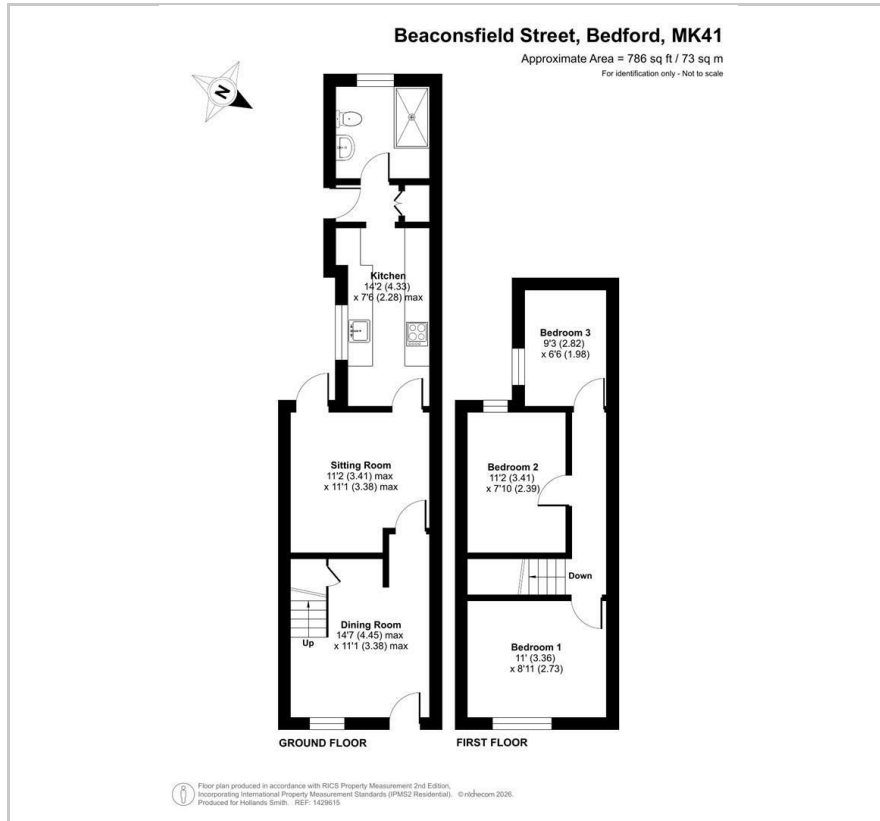 Beaconsfield Street, Bedford, MK41
Approximate Area = 786 sq ft / 73 sq m
For identification only - Not to scale
N
Kitchen
14'2 (4.33)
x 7'6 (2.28) max
Sitting Room
11'2 (3.41) max
x 11'1 (3.38) max
Up
Dining Room
14'7 (4.45) max
x 11'1 (3.38) max
GROUND FLOOR
Bedroom 3
9'3 (2.82)
x 6'6 (1.98)
Bedroom 2
11'2 (3.41)
x 7'10 (2.39)
Down
Bedroom 1
11' (3.36)
x 8'11 (2.73)
FIRST FLOOR
Floor plan produced in accordance with RICS Property Measurement 2nd Edition,
Incorporating International Property Measurement Standards (IPMS2 Residential). © ntchecom 2026.
Produced for Hollands Smith. REF: 1429615